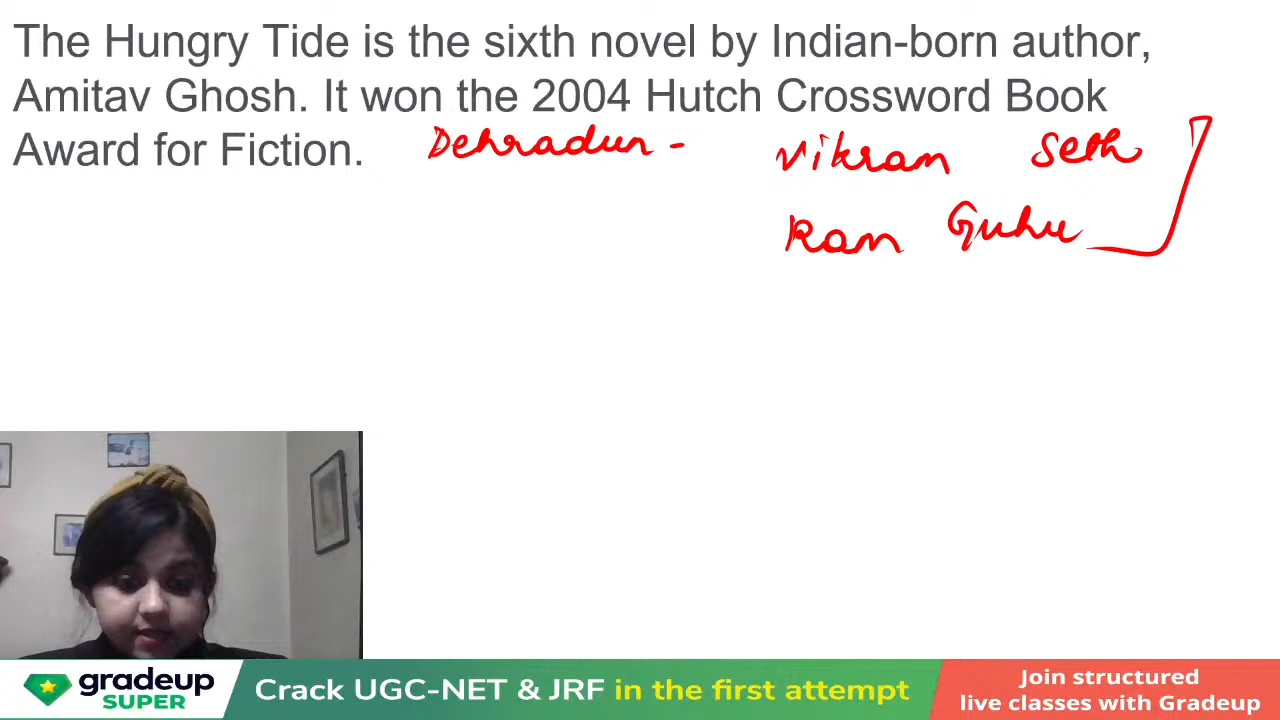 The Hungry Tide is the sixth novel by Indian-born author,
Amitav Ghosh. It won the 2004 Hutch Crossword Book
Award for Fiction.
Dehradun - Vikram Seth
Ram Guhu
gradeup
SUPER
Crack UGC-NET & JRF in the first attempt
Join structured
live classes with Gradeup